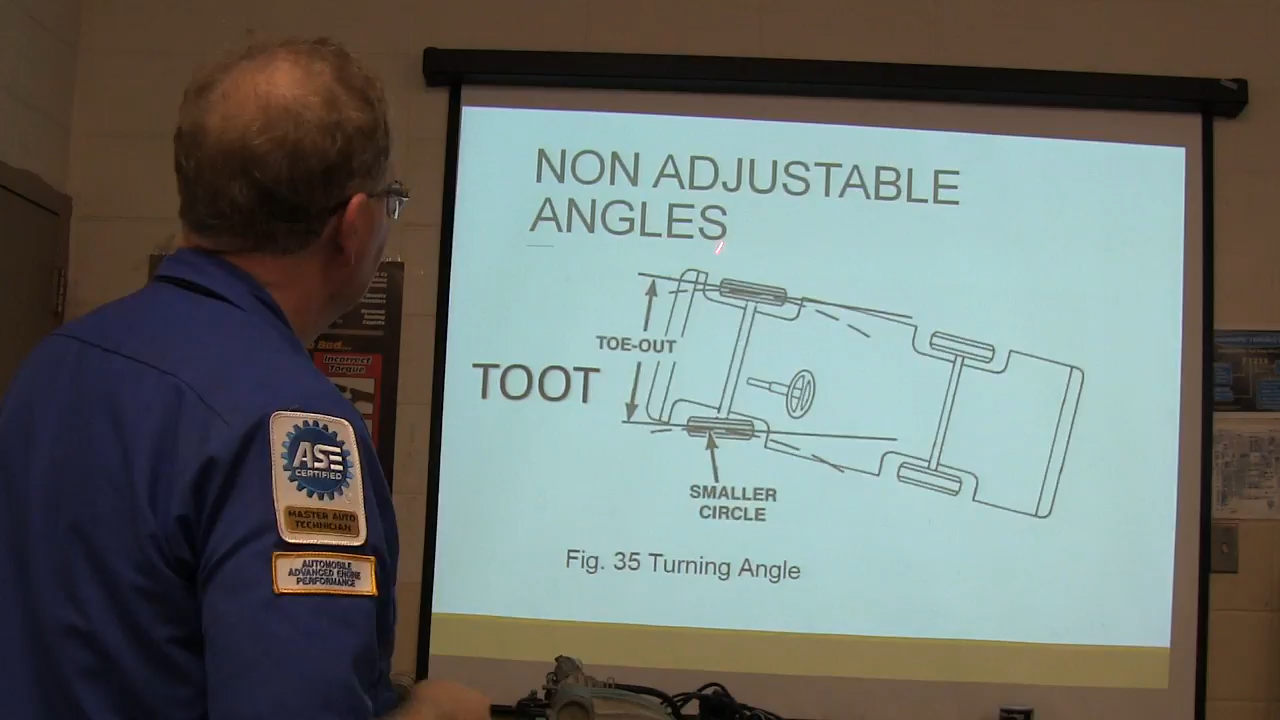 NON ADJUSTABLE
ANGLES
TOE-OUT
TOOT
SMALLER
CIRCLE
Fig. 35 Turning Angle
Incorrect
Torque
ASE
CERTIFIED
MASTER AUTO
TECHNICIAN
AUTOMOBILE
ADVANCED ENGINE
PERFORMANCE